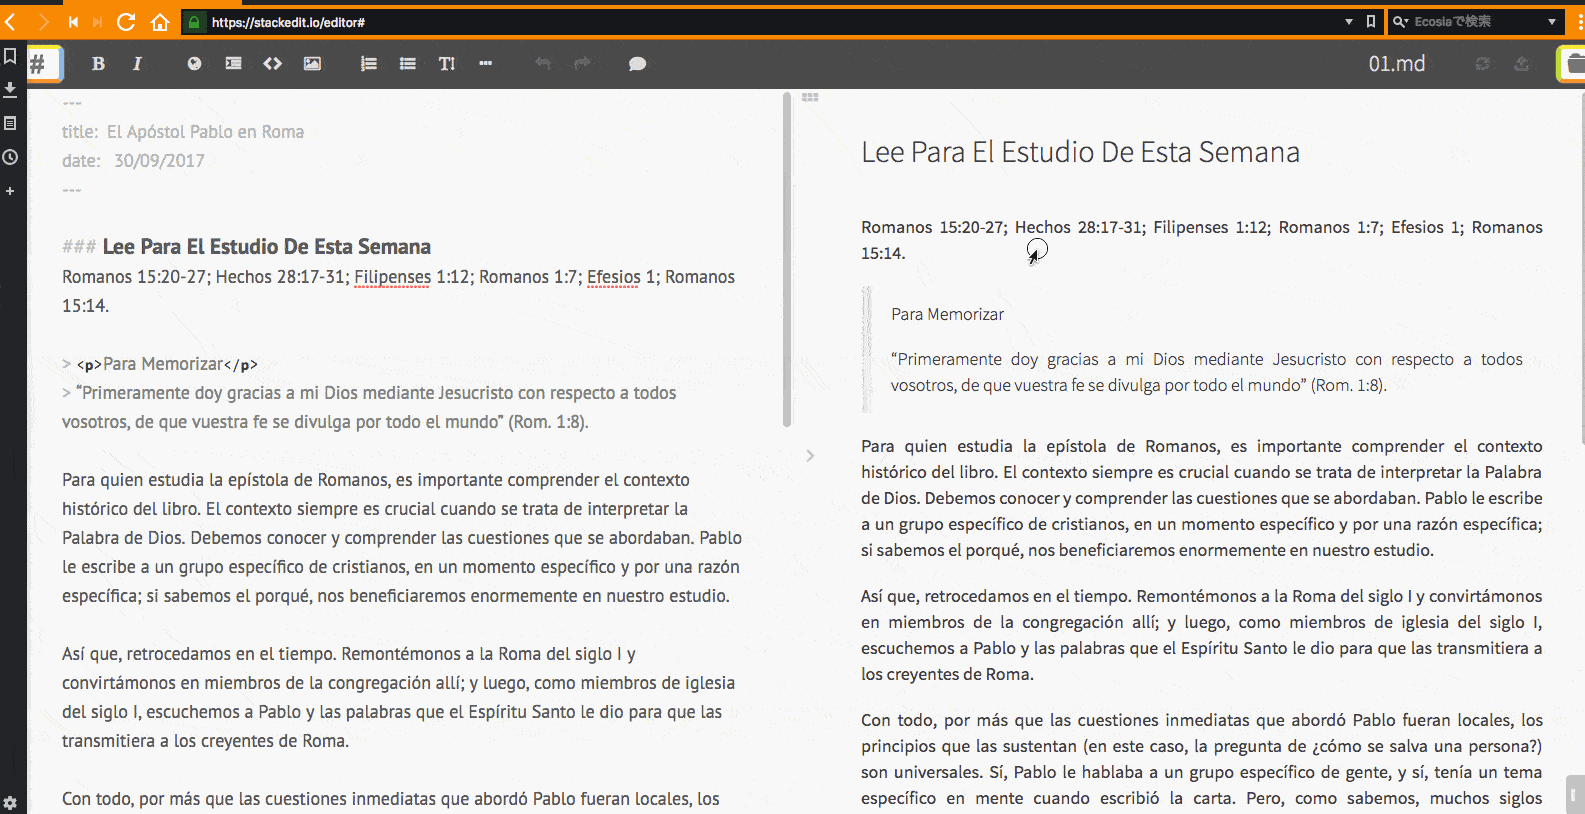 https://stackedit.io/editor#
Ecosiaで検索
#
B I
01.md
---
title: El Apóstol Pablo en Roma
date: 30/09/2017
---
### Lee Para El Estudio De Esta Semana
Romanos 15:20-27; Hechos 28:17-31; Filipenses 1:12; Romanos 1:7; Efesios 1; Romanos
15:14.
> <p>Para Memorizar</p>
> “Primeramente doy gracias a mi Dios mediante Jesucristo con respecto a todos
vosotros, de que vuestra fe se divulga por todo el mundo” (Rom. 1:8).
Para quien estudia la epístola de Romanos, es importante comprender el contexto
histórico del libro. El contexto siempre es crucial cuando se trata de interpretar la
Palabra de Dios. Debemos conocer y comprender las cuestiones que se abordaban. Pablo
le escribe a un grupo específico de cristianos, en un momento específico y por una razón
específica; si sabemos el porqué, nos beneficiaremos enormemente en nuestro estudio.
Así que, retrocedamos en el tiempo. Remontémonos a la Roma del siglo I y
convirtámonos en miembros de la congregación allí; y luego, como miembros de iglesia
del siglo I, escuchemos a Pablo y las palabras que el Espíritu Santo le dio para que las
transmitiera a los creyentes de Roma.
Con todo, por más que las cuestiones inmediatas que abordó Pablo fueran locales, los
Lee Para El Estudio De Esta Semana
Romanos 15:20-27; Hechos 28:17-31; Filipenses 1:12; Romanos 1:7; Efesios 1; Romanos
15:14.
Para Memorizar
“Primeramente doy gracias a mi Dios mediante Jesucristo con respecto a todos
vosotros, de que vuestra fe se divulga por todo el mundo” (Rom. 1:8).
Para quien estudia la epístola de Romanos, es importante comprender el contexto
histórico del libro. El contexto siempre es crucial cuando se trata de interpretar la Palabra
de Dios. Debemos conocer y comprender las cuestiones que se abordaban. Pablo le escribe
a un grupo específico de cristianos, en un momento específico y por una razón específica;
si sabemos el porqué, nos beneficiaremos enormemente en nuestro estudio.
Así que, retrocedamos en el tiempo. Remontémonos a la Roma del siglo I y convirtámonos
en miembros de la congregación allí; y luego, como miembros de iglesia del siglo I,
escuchemos a Pablo y las palabras que el Espíritu Santo le dio para que las transmitiera a
los creyentes de Roma.
Con todo, por más que las cuestiones inmediatas que abordó Pablo fueran locales, los
principios que las sustentan (en este caso, la pregunta de ¿cómo se salva una persona?)
son universales. Sí, Pablo le hablaba a un grupo específico de gente, y sí, tenía un tema
específico en mente cuando escribió la carta. Pero, como sabemos, muchos siglos